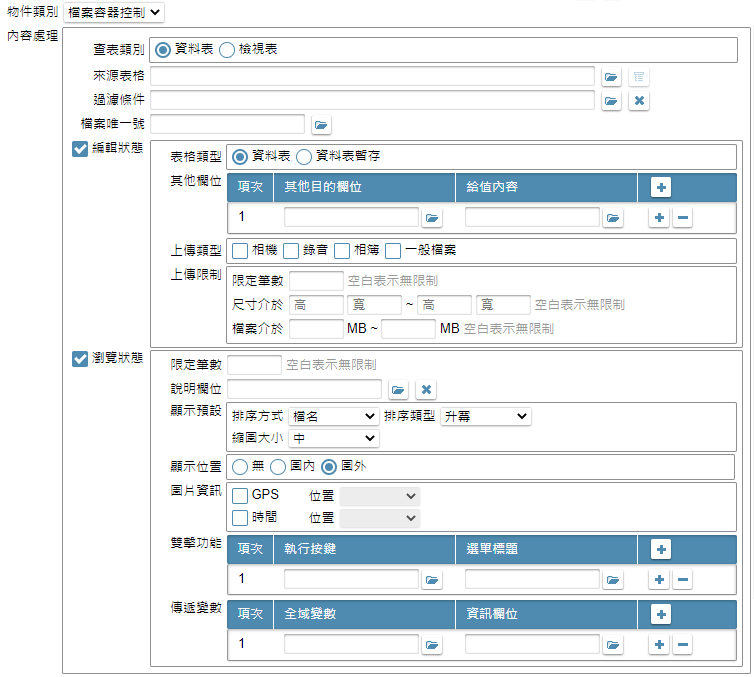 物件類別 檔案容器控制
內容處理
查表類別 資料表 檢視表
來源表格
過濾條件
檔案唯一號
編輯狀態
表格類型 資料表 資料表暫存
其他欄位 項次 其他目的欄位 給值內容
1
上傳類型 相機 錄音 相簿 一般檔案
上傳限制
限定筆數 空白表示無限制
尺寸介於 高 寬 ~ 高 寬 空白表示無限制
檔案介於 MB ~ MB 空白表示無限制
瀏覽狀態
限定筆數 空白表示無限制
說明欄位
顯示預設 排序方式 檔名 排序類型 升冪
縮圖大小 中
顯示位置 無 圖內 圖外
圖片資訊 GPS 位置
時間 位置
雙擊功能 項次 執行按鍵 選單標題
1
傳遞變數 項次 全域變數 資訊欄位
1